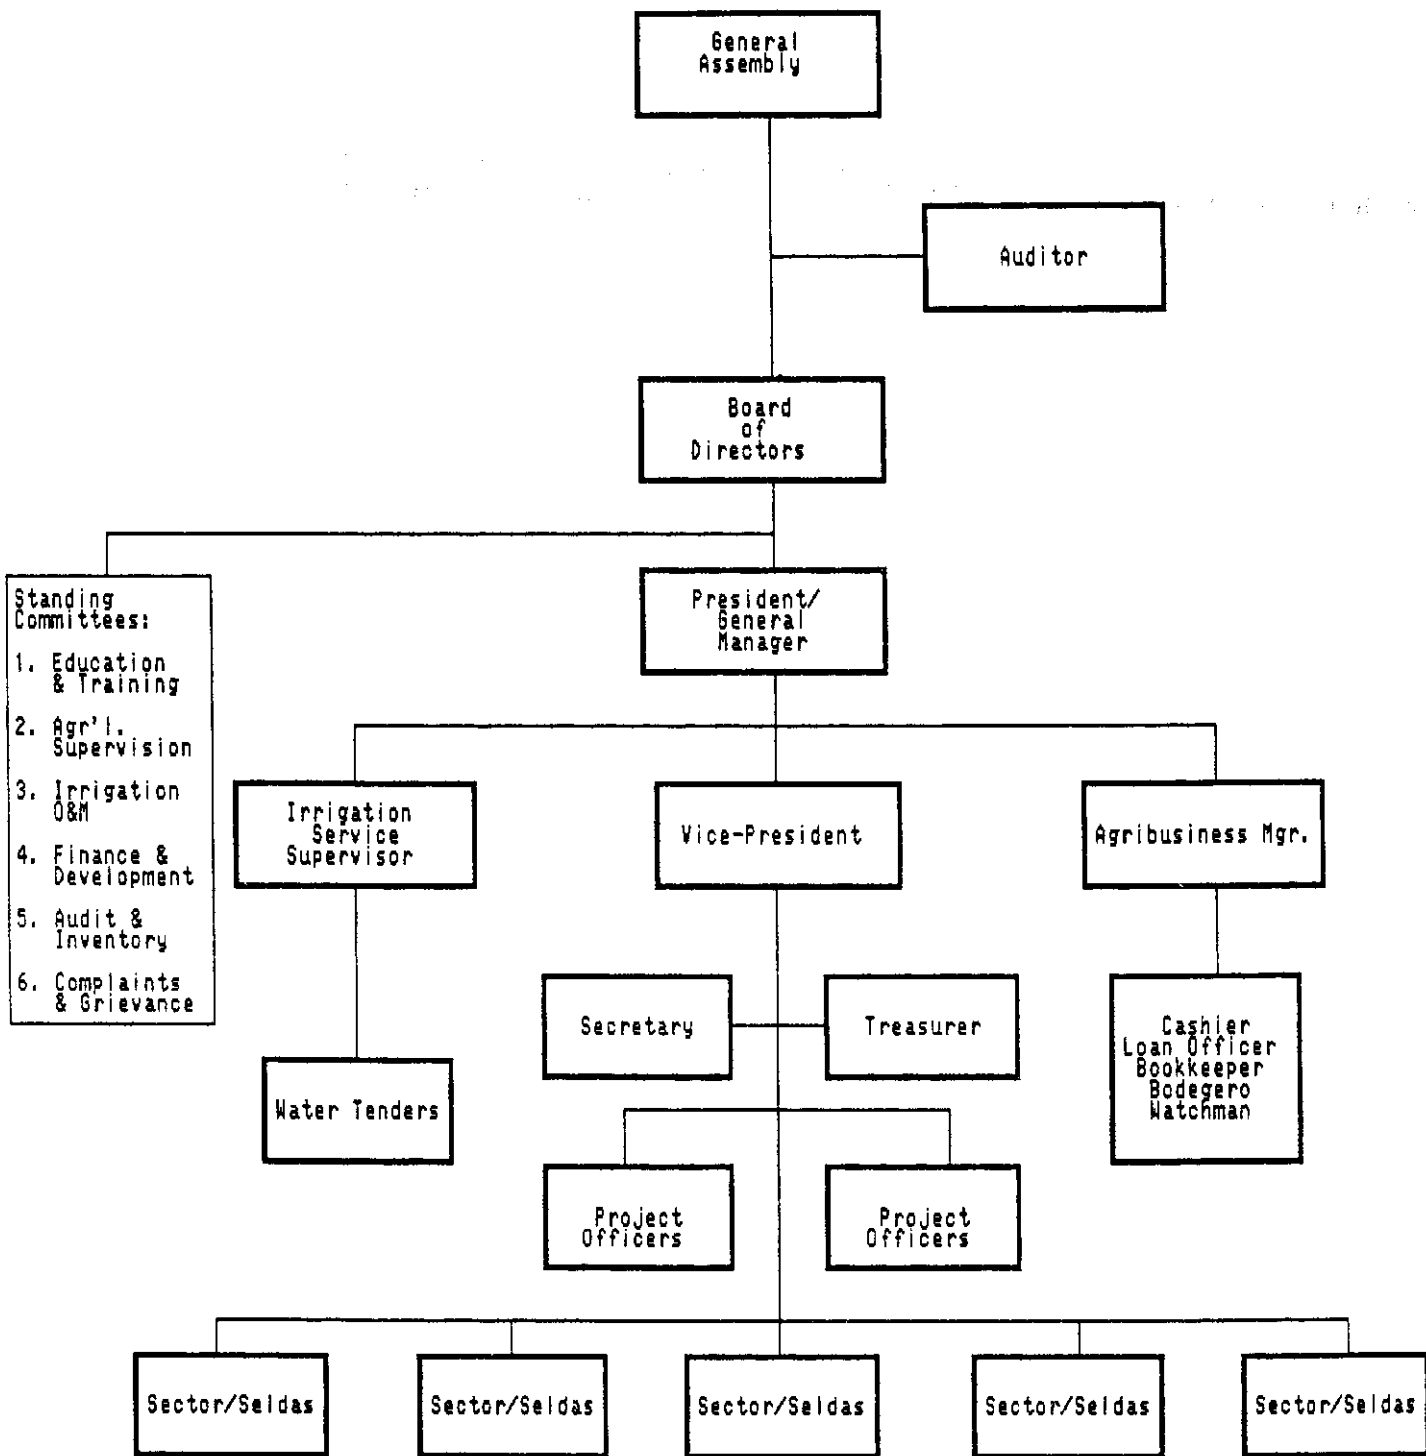 General
Assembly
Auditor
Board
of
Directors
Standing
Committees:
1. Education
& Training
2. Agr'l.
Supervision
3. Irrigation
O&M
4. Finance &
Development
5. Audit &
Inventory
6. Complaints
& Grievance
President/
General
Manager
Irrigation
Service
Supervisor
Vice-President
Agribusiness Mgr.
Secretary
Treasurer
Cashier
Loan Officer
Bookkeeper
Bodegero
Watchman
Water Tenders
Project
Officers
Project
Officers
Sector/Seldas
Sector/Seldas
Sector/Seldas
Sector/Seldas
Sector/Seldas